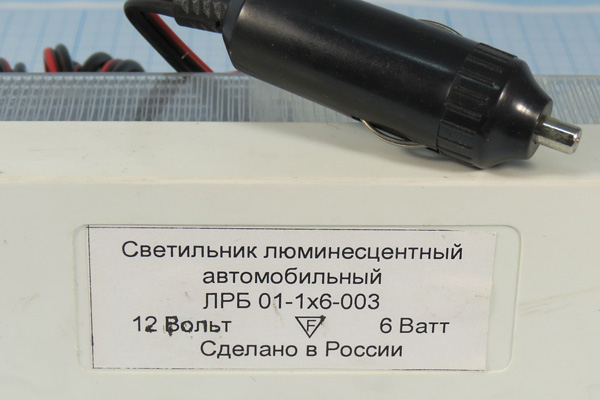 Светильник люминесцентный
автомобильный
ЛРБ 01-1х6-003
12 Вольт F 6 Ватт
Сделано в России